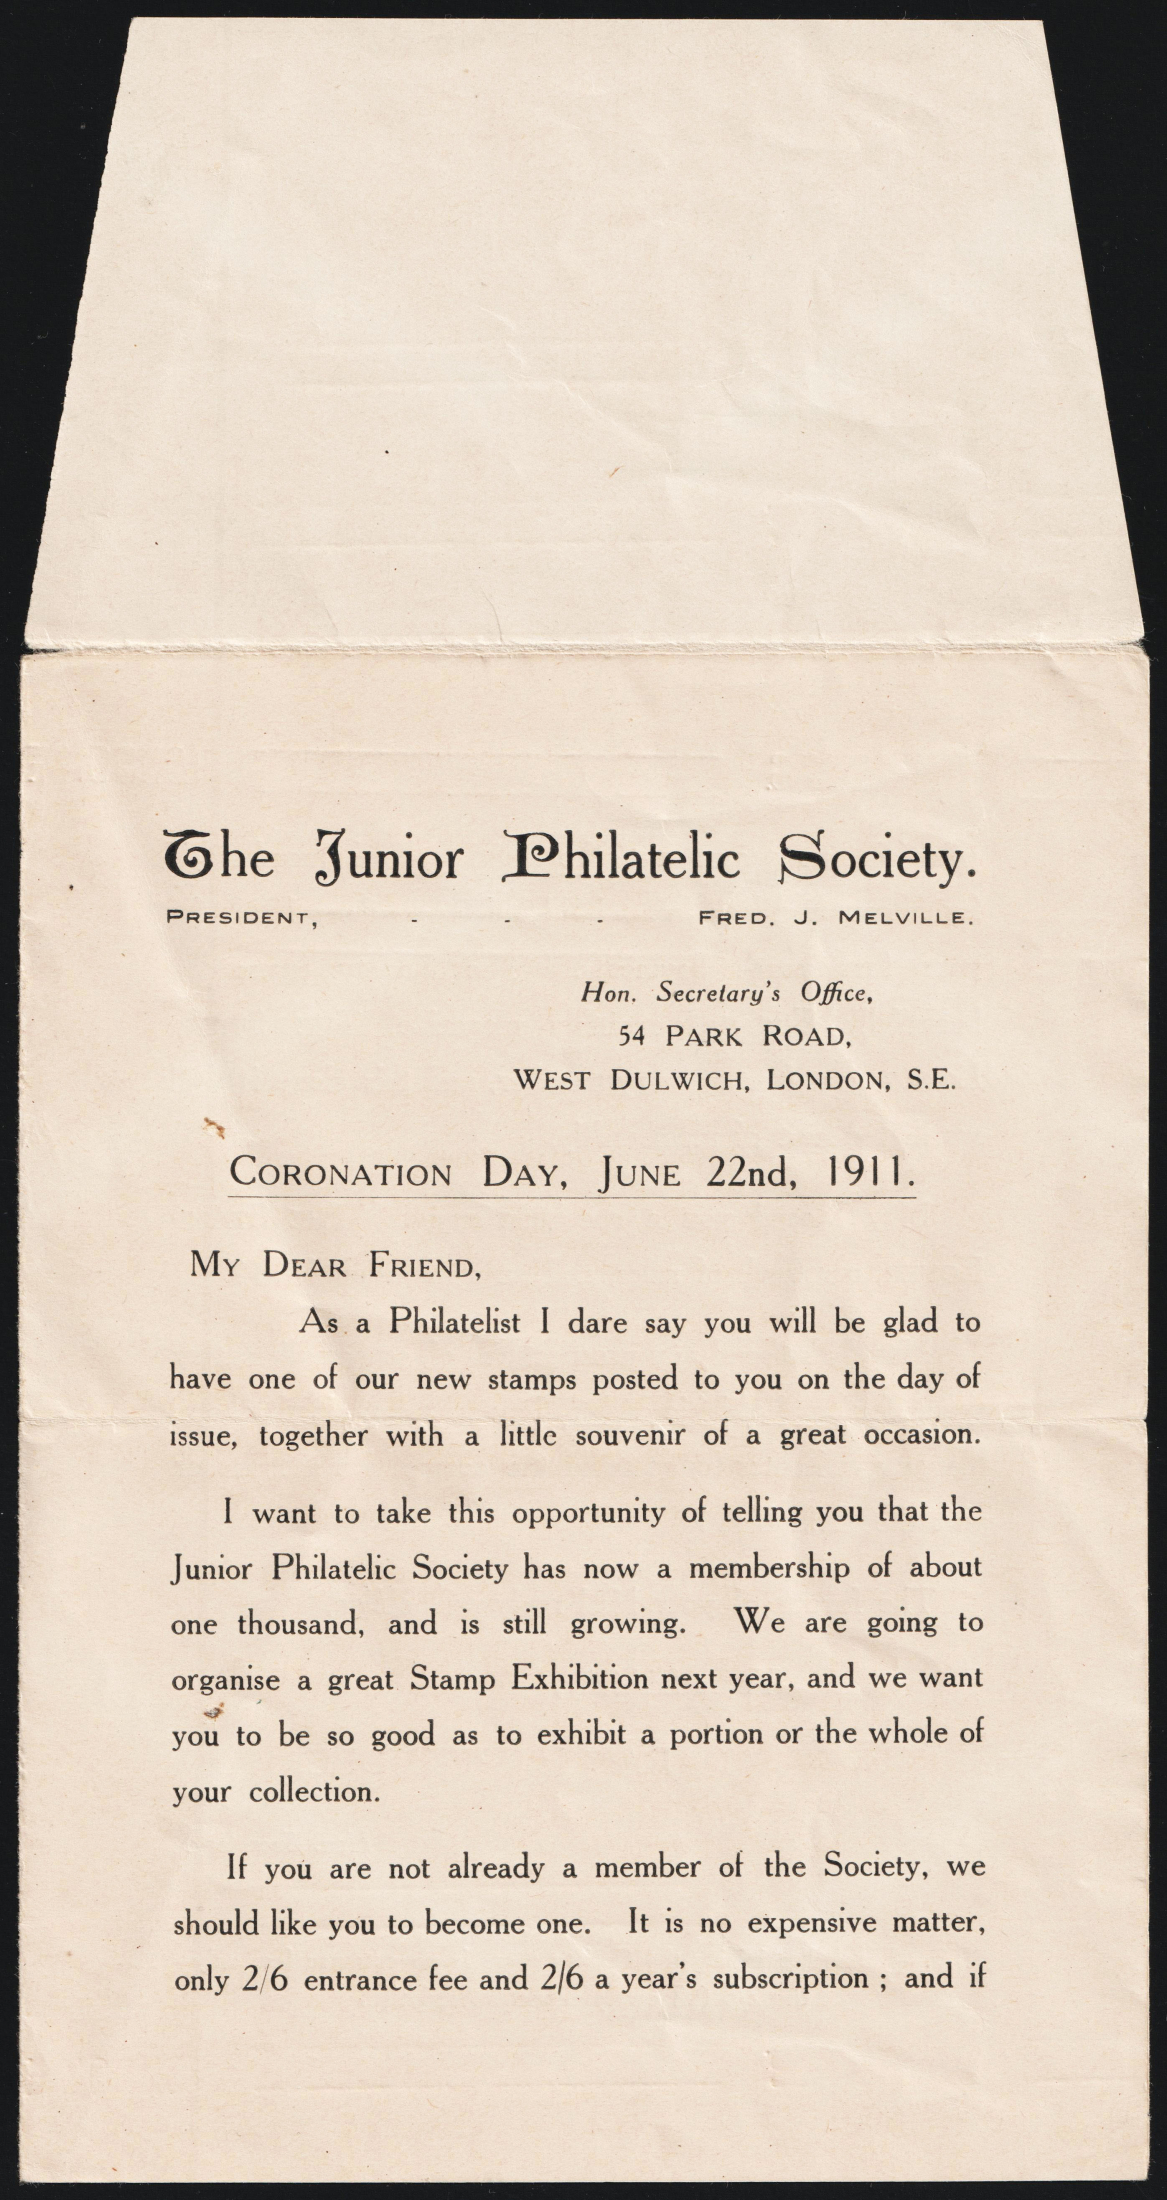 The Junior Philatelic Society.
PRESIDENT, - - - FRED. J. MELVILLE.
Hon. Secretary's Office,
54 PARK ROAD,
WEST DULWICH, LONDON, S.E.
CORONATION DAY, JUNE 22nd, 1911.
MY DEAR FRIEND,
As a Philatelist I dare say you will be glad to
have one of our new stamps posted to you on the day of
issue, together with a little souvenir of a great occasion.
I want to take this opportunity of telling you that the
Junior Philatelic Society has now a membership of about
one thousand, and is still growing. We are going to
organise a great Stamp Exhibition next year, and we want
you to be so good as to exhibit a portion or the whole of
your collection.
If you are not already a member of the Society, we
should like you to become one. It is no expensive matter,
only 2/6 entrance fee and 2/6 a year's subscription ; and if